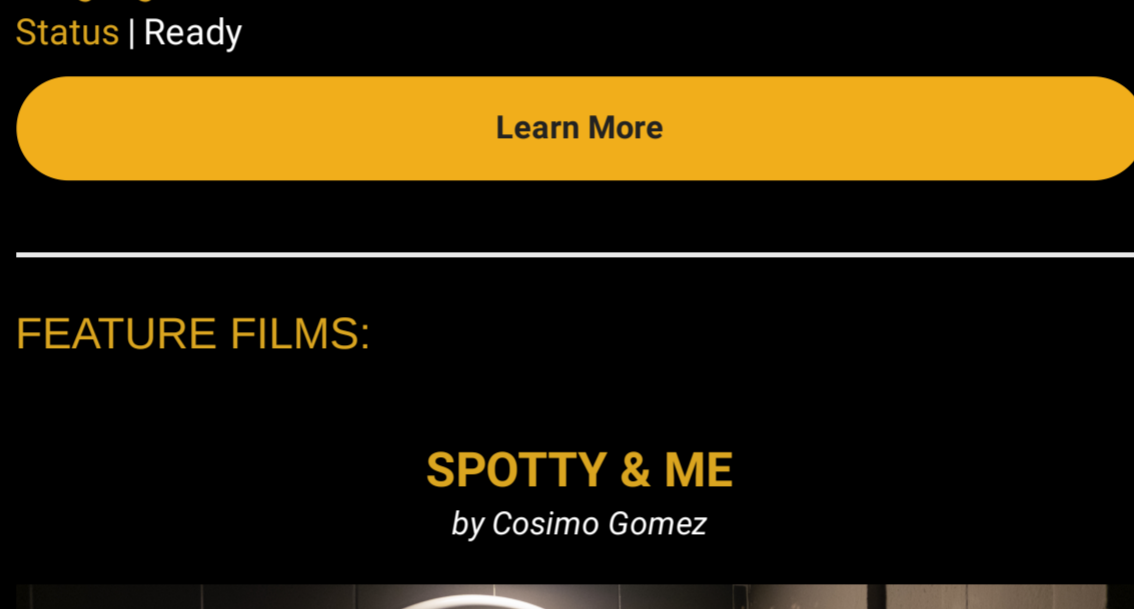 Status | Ready
Learn More
FEATURE FILMS:
SPOTTY & ME
by Cosimo Gomez